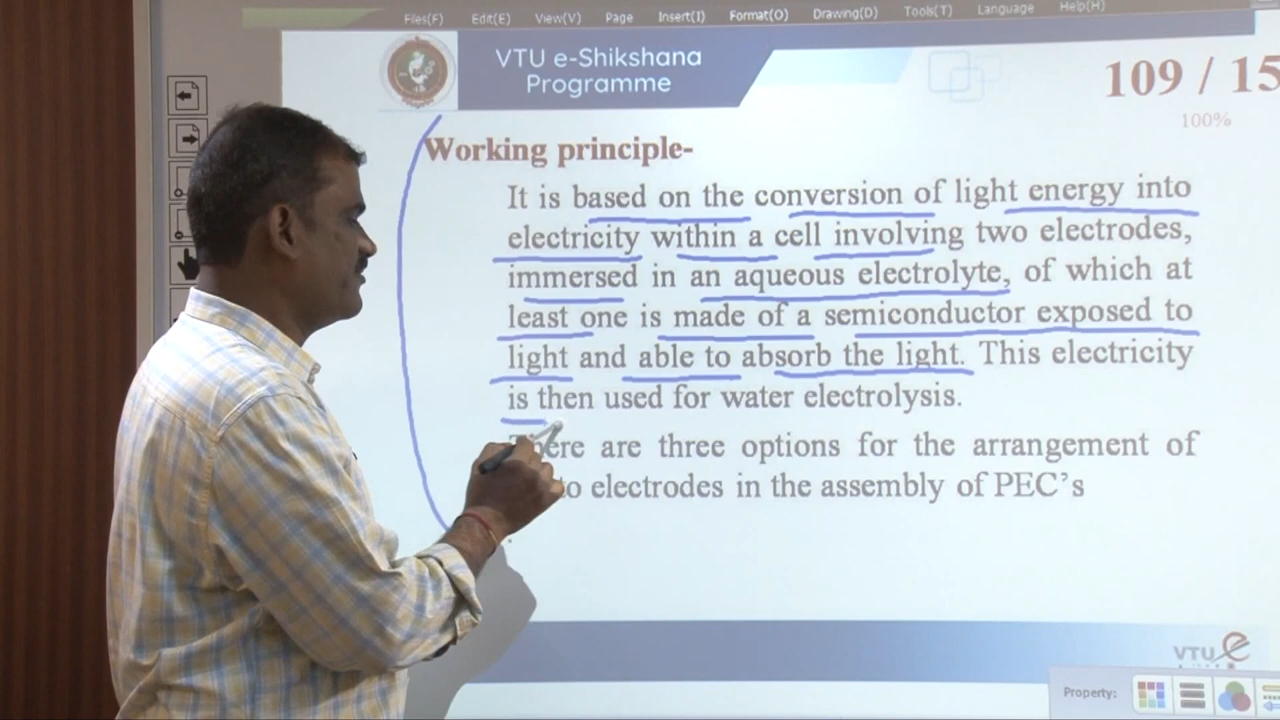 Files(F) Edit(E) View(V) Page Insert(I) Format(O) Drawing(D) Tools(T) Language Help(H)
VTU e-Shikshana
Programme
109 / 15
100%
Working principle-
It is based on the conversion of light energy into
electricity within a cell involving two electrodes,
immersed in an aqueous electrolyte, of which at
least one is made of a semiconductor exposed to
light and able to absorb the light. This electricity
is then used for water electrolysis.
There are three options for the arrangement of
to electrodes in the assembly of PEC's
VTU e
Property: